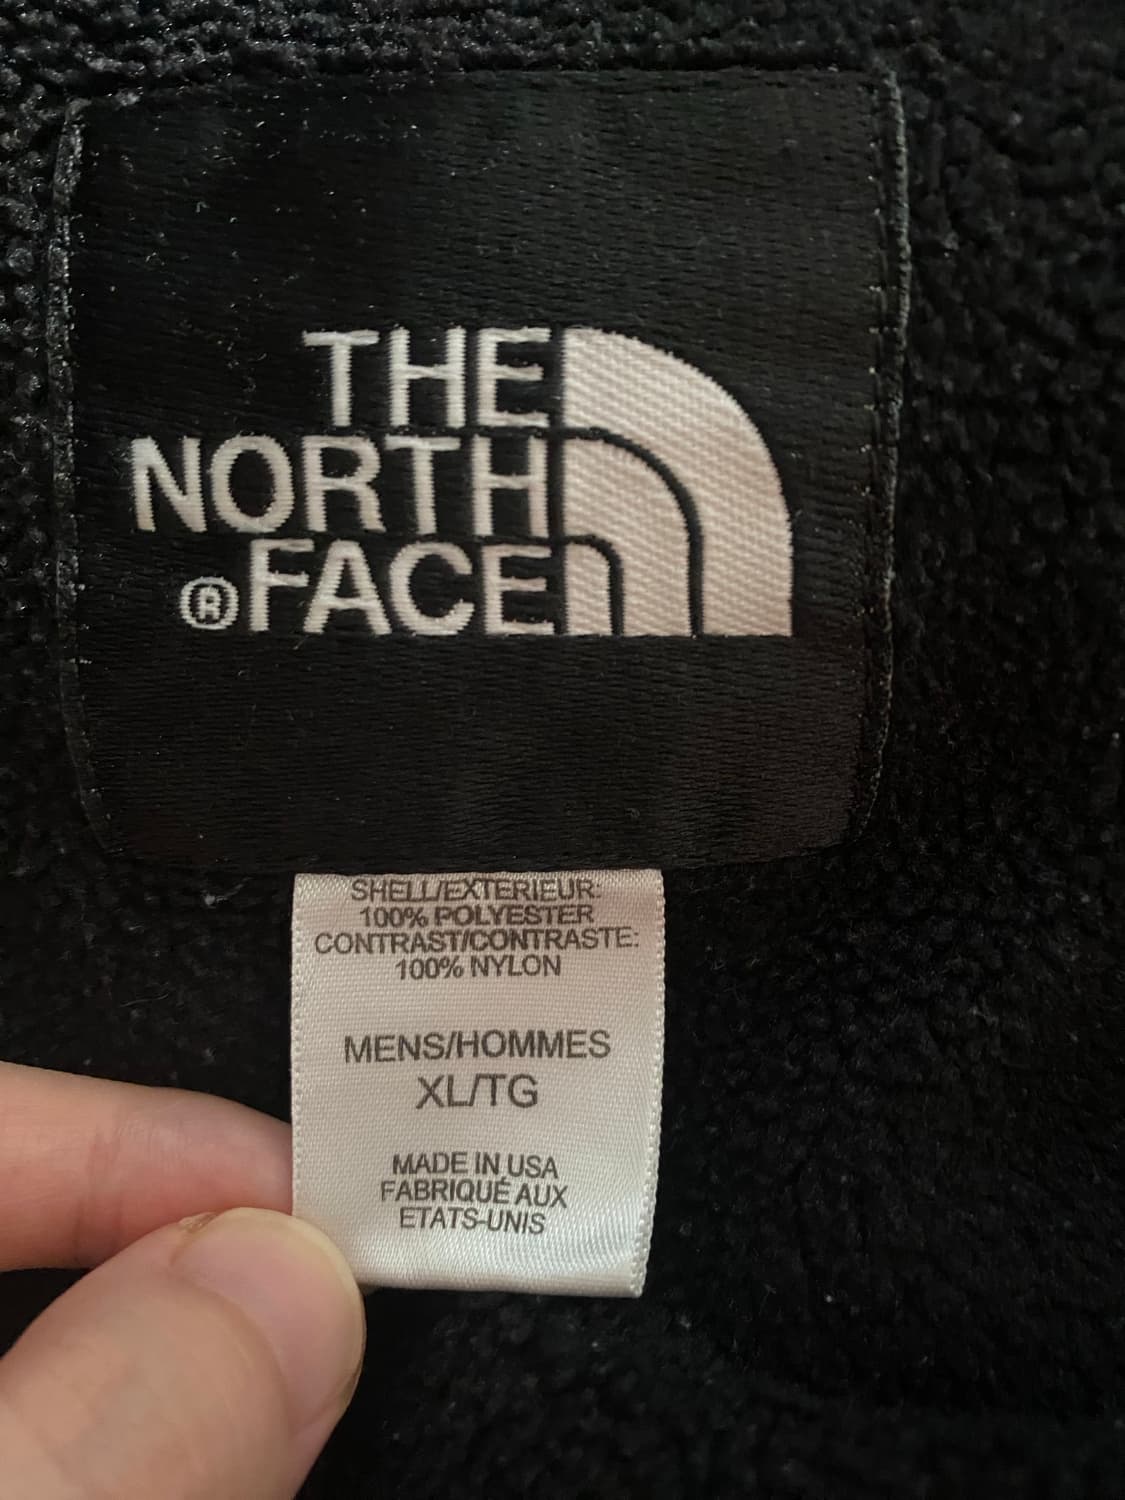 THE
NORTH
®FACE
SHELL/EXTERIEUR:
100% POLYESTER
CONTRAST/CONTRASTE:
100% NYLON
MENS/HOMMES
XL/TG
MADE IN USA
FABRIQUÉ AUX
ETATS-UNIS